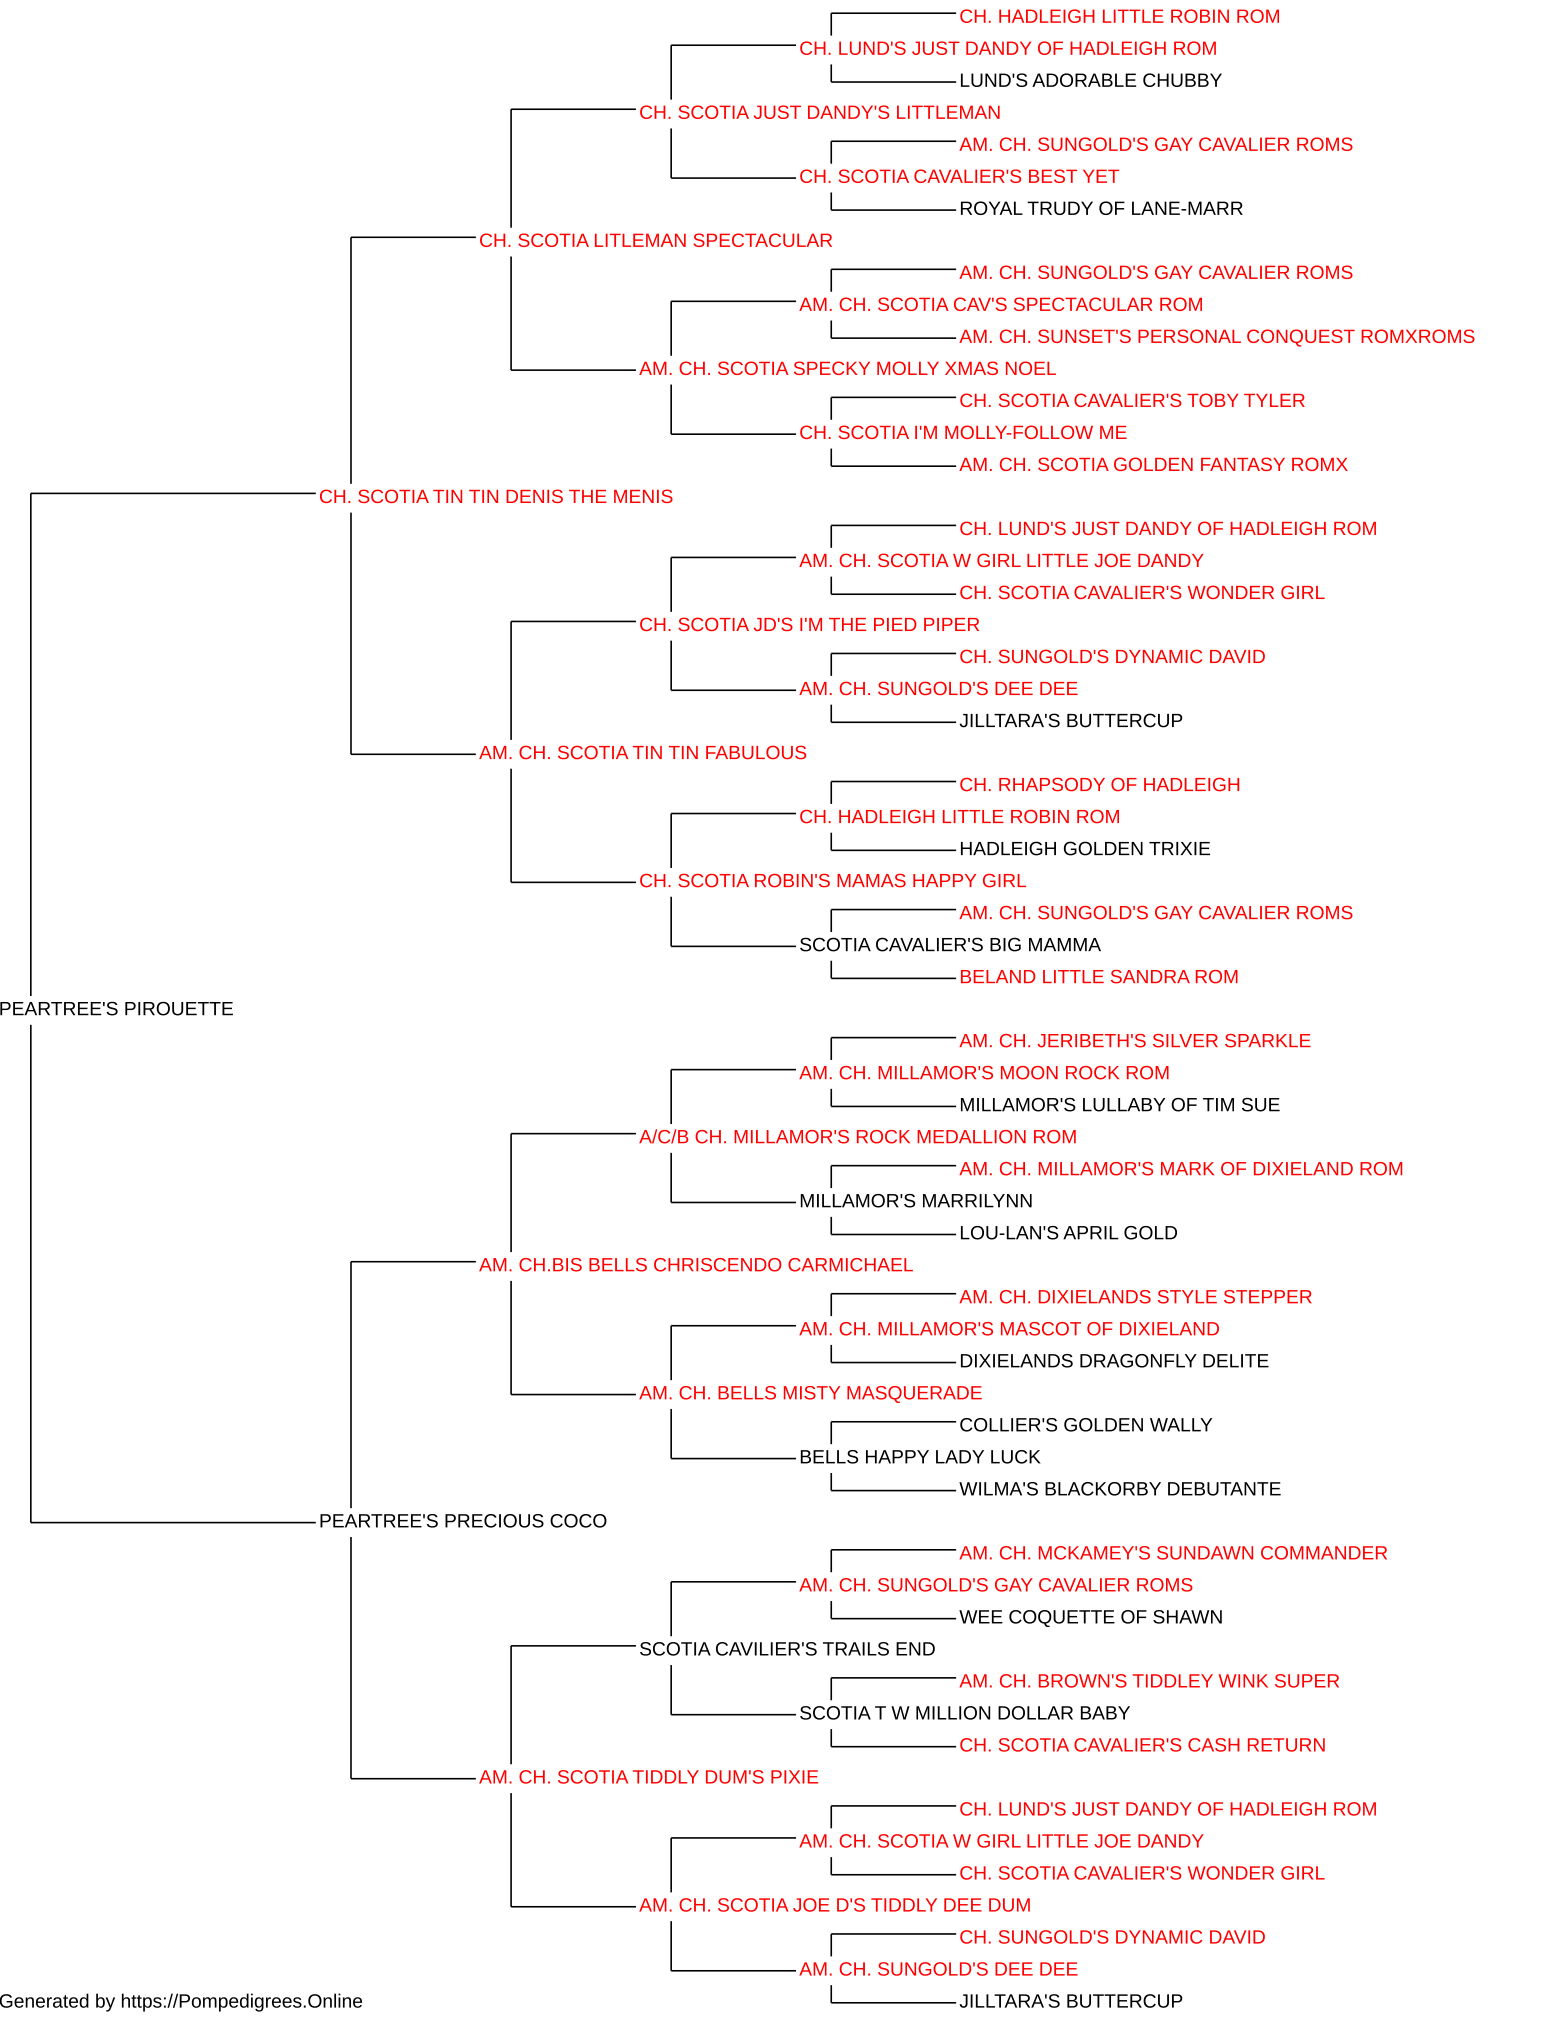 CH. HADLEIGH LITTLE ROBIN ROM
CH. LUND'S JUST DANDY OF HADLEIGH ROM
LUND'S ADORABLE CHUBBY
CH. SCOTIA JUST DANDY'S LITTLEMAN
AM. CH. SUNGOLD'S GAY CAVALIER ROMS
CH. SCOTIA CAVALIER'S BEST YET
ROYAL TRUDY OF LANE-MARR
CH. SCOTIA LITLEMAN SPECTACULAR
AM. CH. SUNGOLD'S GAY CAVALIER ROMS
AM. CH. SCOTIA CAV'S SPECTACULAR ROM
AM. CH. SUNSET'S PERSONAL CONQUEST ROMXROMS
AM. CH. SCOTIA SPECKY MOLLY XMAS NOEL
CH. SCOTIA CAVALIER'S TOBY TYLER
CH. SCOTIA I'M MOLLY-FOLLOW ME
AM. CH. SCOTIA GOLDEN FANTASY ROMX
CH. SCOTIA TIN TIN DENIS THE MENIS
CH. LUND'S JUST DANDY OF HADLEIGH ROM
AM. CH. SCOTIA W GIRL LITTLE JOE DANDY
CH. SCOTIA CAVALIER'S WONDER GIRL
CH. SCOTIA JD'S I'M THE PIED PIPER
CH. SUNGOLD'S DYNAMIC DAVID
AM. CH. SUNGOLD'S DEE DEE
JILLTARA'S BUTTERCUP
AM. CH. SCOTIA TIN TIN FABULOUS
CH. RHAPSODY OF HADLEIGH
CH. HADLEIGH LITTLE ROBIN ROM
HADLEIGH GOLDEN TRIXIE
CH. SCOTIA ROBIN'S MAMAS HAPPY GIRL
AM. CH. SUNGOLD'S GAY CAVALIER ROMS
SCOTIA CAVALIER'S BIG MAMMA
BELAND LITTLE SANDRA ROM
PEARTREE'S PIROUETTE
AM. CH. JERIBETH'S SILVER SPARKLE
AM. CH. MILLAMOR'S MOON ROCK ROM
MILLAMOR'S LULLABY OF TIM SUE
A/C/B CH. MILLAMOR'S ROCK MEDALLION ROM
AM. CH. MILLAMOR'S MARK OF DIXIELAND ROM
MILLAMOR'S MARRILYNN
LOU-LAN'S APRIL GOLD
AM. CH.BIS BELLS CHRISCENDO CARMICHAEL
AM. CH. DIXIELANDS STYLE STEPPER
AM. CH. MILLAMOR'S MASCOT OF DIXIELAND
DIXIELANDS DRAGONFLY DELITE
AM. CH. BELLS MISTY MASQUERADE
COLLIER'S GOLDEN WALLY
BELLS HAPPY LADY LUCK
WILMA'S BLACKORBY DEBUTANTE
PEARTREE'S PRECIOUS COCO
AM. CH. MCKAMEY'S SUNDAWN COMMANDER
AM. CH. SUNGOLD'S GAY CAVALIER ROMS
WEE COQUETTE OF SHAWN
SCOTIA CAVILIER'S TRAILS END
AM. CH. BROWN'S TIDDLEY WINK SUPER
SCOTIA T W MILLION DOLLAR BABY
CH. SCOTIA CAVALIER'S CASH RETURN
AM. CH. SCOTIA TIDDLY DUM'S PIXIE
CH. LUND'S JUST DANDY OF HADLEIGH ROM
AM. CH. SCOTIA W GIRL LITTLE JOE DANDY
CH. SCOTIA CAVALIER'S WONDER GIRL
AM. CH. SCOTIA JOE D'S TIDDLY DEE DUM
CH. SUNGOLD'S DYNAMIC DAVID
AM. CH. SUNGOLD'S DEE DEE
JILLTARA'S BUTTERCUP
Generated by https://Pompedigrees.Online